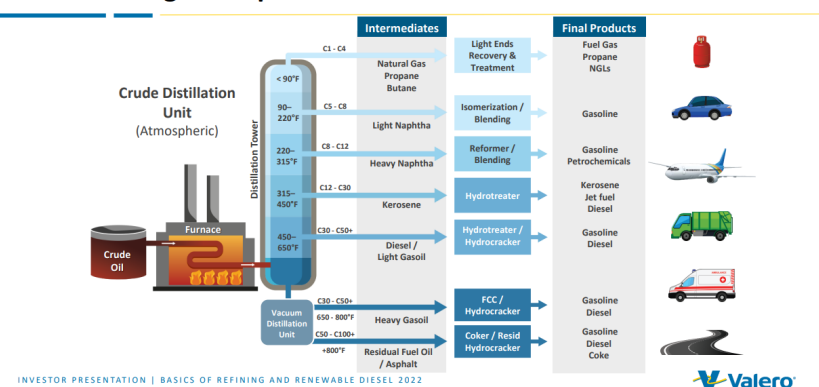 Intermediates
Final Products
Crude Distillation
Unit
(Atmospheric)
Distillation Tower
Furnace
Crude
Oil
< 90°F
90–
220°F
220–
315°F
315–
450°F
450–
650°F
Vacuum
Distillation
Unit
C1 - C4
Natural Gas
Propane
Butane
Light Ends
Recovery &
Treatment
Fuel Gas
Propane
NGLs
C5 - C8
Light Naphtha
Isomerization /
Blending
Gasoline
C8 - C12
Heavy Naphtha
Reformer /
Blending
Gasoline
Petrochemicals
C12 - C30
Kerosene
Hydrotreater
Kerosene
Jet fuel
Diesel
C30 - C50+
Diesel /
Light Gasoil
Hydrotreater /
Hydrocracker
Gasoline
Diesel
C30 - C50+
650 - 800°F
Heavy Gasoil
FCC /
Hydrocracker
Gasoline
Diesel
C50 - C100+
+800°F
Residual Fuel Oil
/ Asphalt
Coker / Resid
Hydrocracker
Gasoline
Diesel
Coke
INVESTOR PRESENTATION | BASICS OF REFINING AND RENEWABLE DIESEL 2022
Valero